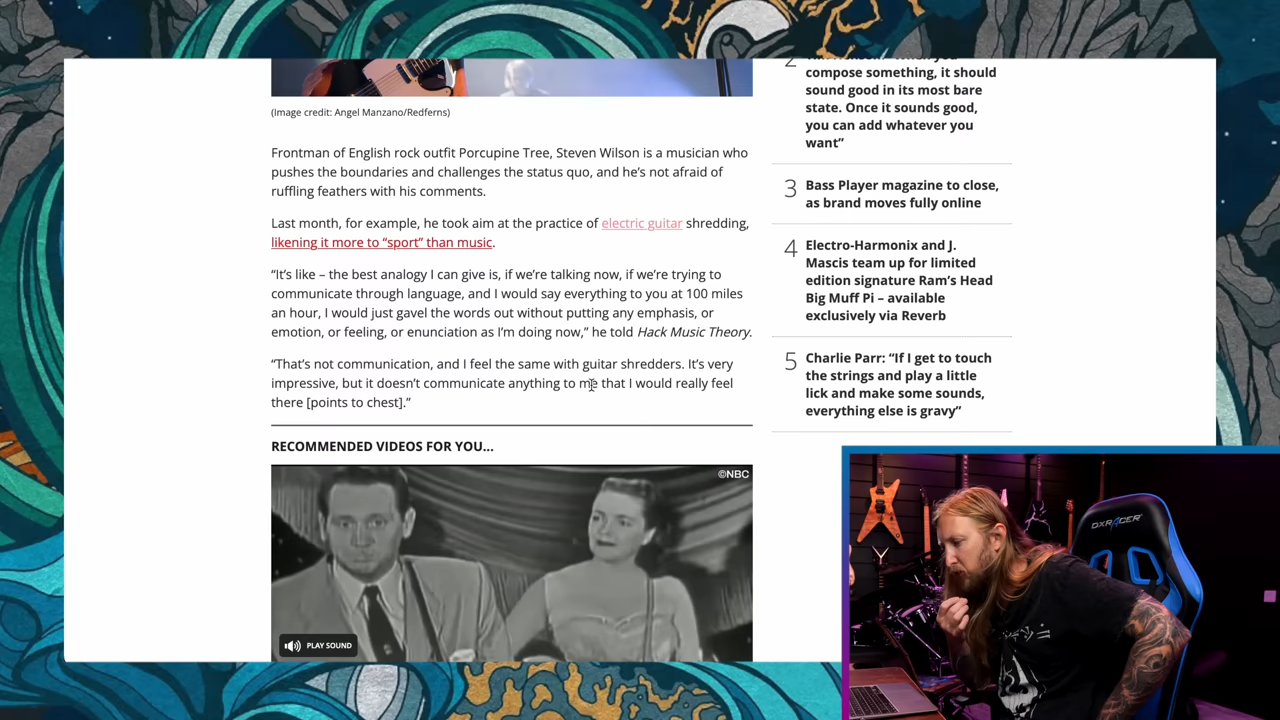 (Image credit: Angel Manzano/Redferns)
Frontman of English rock outfit Porcupine Tree, Steven Wilson is a musician who
pushes the boundaries and challenges the status quo, and he's not afraid of
ruffling feathers with his comments.
Last month, for example, he took aim at the practice of electric guitar shredding,
likening it more to “sport” than music.
“It’s like – the best analogy I can give is, if we’re talking now, if we’re trying to
communicate through language, and I would say everything to you at 100 miles
an hour, I would just gavel the words out without putting any emphasis, or
emotion, or feeling, or enunciation as I’m doing now,” he told Hack Music Theory.
“That’s not communication, and I feel the same with guitar shredders. It’s very
impressive, but it doesn’t communicate anything to me that I would really feel
there [points to chest].”
RECOMMENDED VIDEOS FOR YOU...
©NBC
PLAY SOUND
2
compose something, it should
sound good in its most bare
state. Once it sounds good,
you can add whatever you
want”
3
Bass Player magazine to close,
as brand moves fully online
4
Electro-Harmonix and J.
Mascis team up for limited
edition signature Ram’s Head
Big Muff Pi – available
exclusively via Reverb
5
Charlie Parr: “If I get to touch
the strings and play a little
lick and make some sounds,
everything else is gravy”
DXRACER